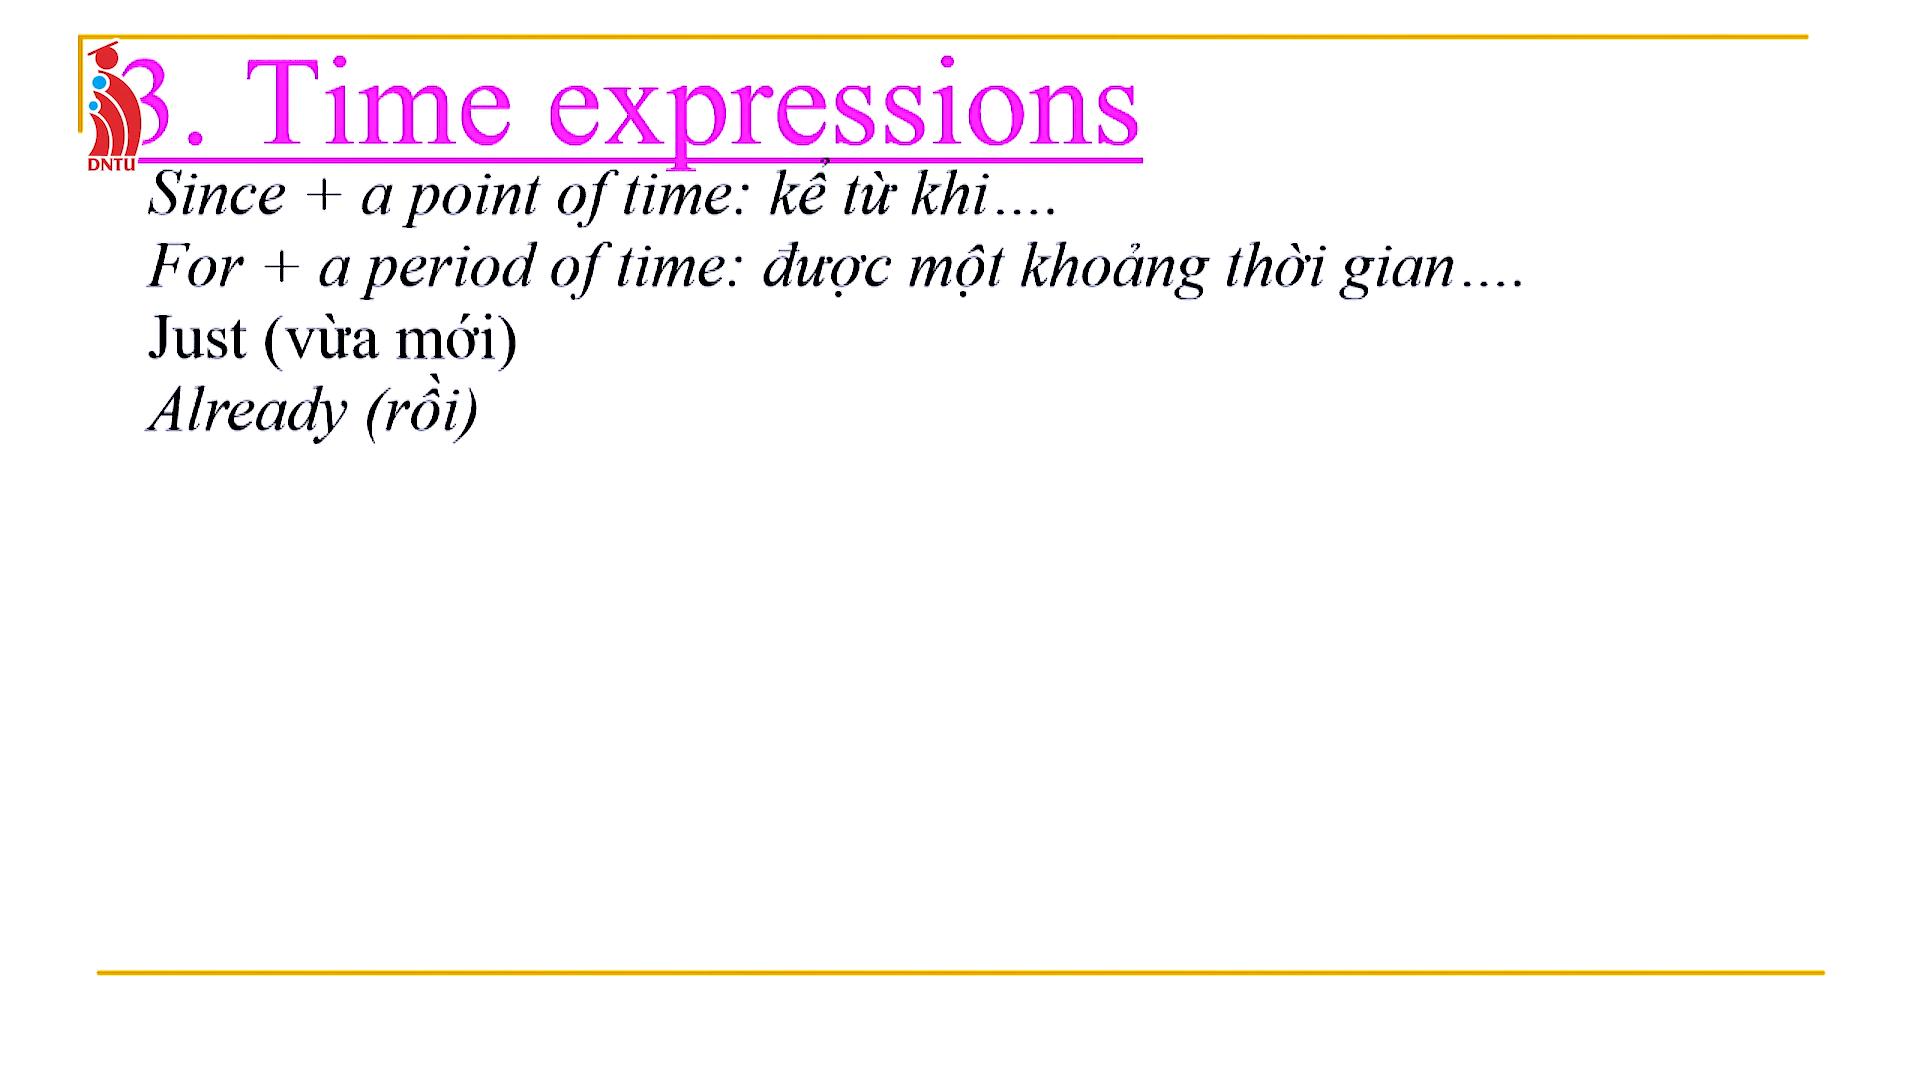 3. Time expressions
DNTU
Since + a point of time: kể từ khi….
For + a period of time: được một khoảng thời gian….
Just (vừa mới)
Already (rồi)